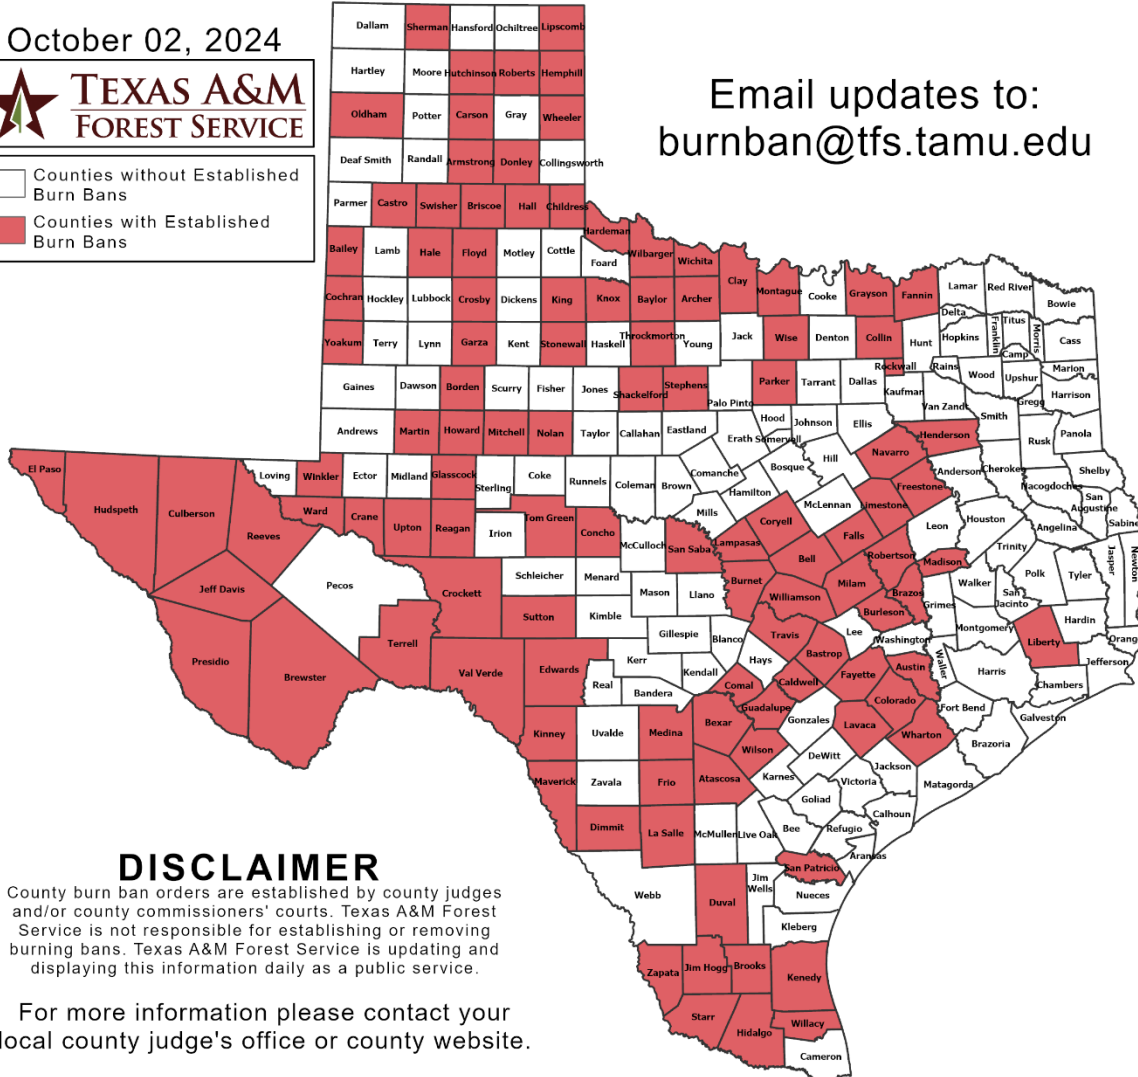 October 02, 2024
TEXAS A&M
FOREST SERVICE
Counties without Established
Burn Bans
Counties with Established
Burn Bans
Email updates to:
burnban@tfs.tamu.edu
Dallam Sherman Hansford Ochiltree Lipscomb
Hartley Moore Hutchinson Roberts Hemphill
Oldham Potter Carson Gray Wheeler
Deaf Smith Randall Armstrong Donley Collingsworth
Parmer Castro Swisher Briscoe Hall Childress
Hardeman
Bailey Lamb Hale Floyd Motley Cottle Foard Wilbarger Wichita
Cochran Hockley Lubbock Crosby Dickens King Knox Baylor Archer Clay Montague Cooke Grayson Fannin Lamar Red River Bowie
Delta Franklin Titus Morris
Yoakum Terry Lynn Garza Kent Stonewall Haskell Throckmorton Young Jack Wise Denton Collin Hunt Hopkins Camp Cass
Rockwall Rains Marion
Gaines Dawson Borden Scurry Fisher Jones Shackelford Stephens Palo Pinto Parker Tarrant Dallas Kaufman Van Zandt Wood Upshur Gregg Harrison
Andrews Martin Howard Mitchell Nolan Taylor Callahan Eastland Erath Hood Somervell Johnson Ellis Henderson Smith Rusk Panola
El Paso Hudspeth Culberson Loving Winkler Ector Midland Glasscock Sterling Coke Runnels Coleman Brown Comanche Bosque Hill Navarro Anderson Cherokee Shelby
Hamilton Freestone Nacogdoches San
Augustine
Reeves Ward Crane Upton Reagan Irion Tom Green Concho McCulloch San Saba Mills Lampasas Coryell McLennan Limestone Falls Leon Houston Angelina Sabine
Jeff Davis Pecos Crockett Schleicher Menard Mason Llano Burnet Bell Milam Robertson Madison Trinity Polk Tyler Jasper Newton
Williamson Brazos Grimes Walker San
Jacinto
Presidio Brewster Terrell Val Verde Sutton Kimble Gillespie Blanco Travis Burleson Lee Washington Montgomery Liberty Hardin Orange
Edwards Real Kerr Bandera Kendall Hays Bastrop Caldwell Fayette Austin Waller Harris Jefferson
Comal Guadalupe Colorado Fort Bend Chambers Galveston
Kinney Uvalde Medina Bexar Wilson Gonzales Lavaca Wharton Brazoria
Maverick Zavala Frio Atascosa Karnes DeWitt Jackson Victoria Matagorda
Goliad Calhoun
Dimmit La Salle McMullen Live Oak Bee Refugio Aransas
San Patricio
Webb Duval Jim
Wells Nueces
Kleberg
Zapata Jim Hogg Brooks Kenedy
Starr Hidalgo Willacy
Cameron
DISCLAIMER
County burn ban orders are established by county judges
and/or county commissioners' courts. Texas A&M Forest
Service is not responsible for establishing or removing
burning bans. Texas A&M Forest Service is updating and
displaying this information daily as a public service.
For more information please contact your
local county judge's office or county website.